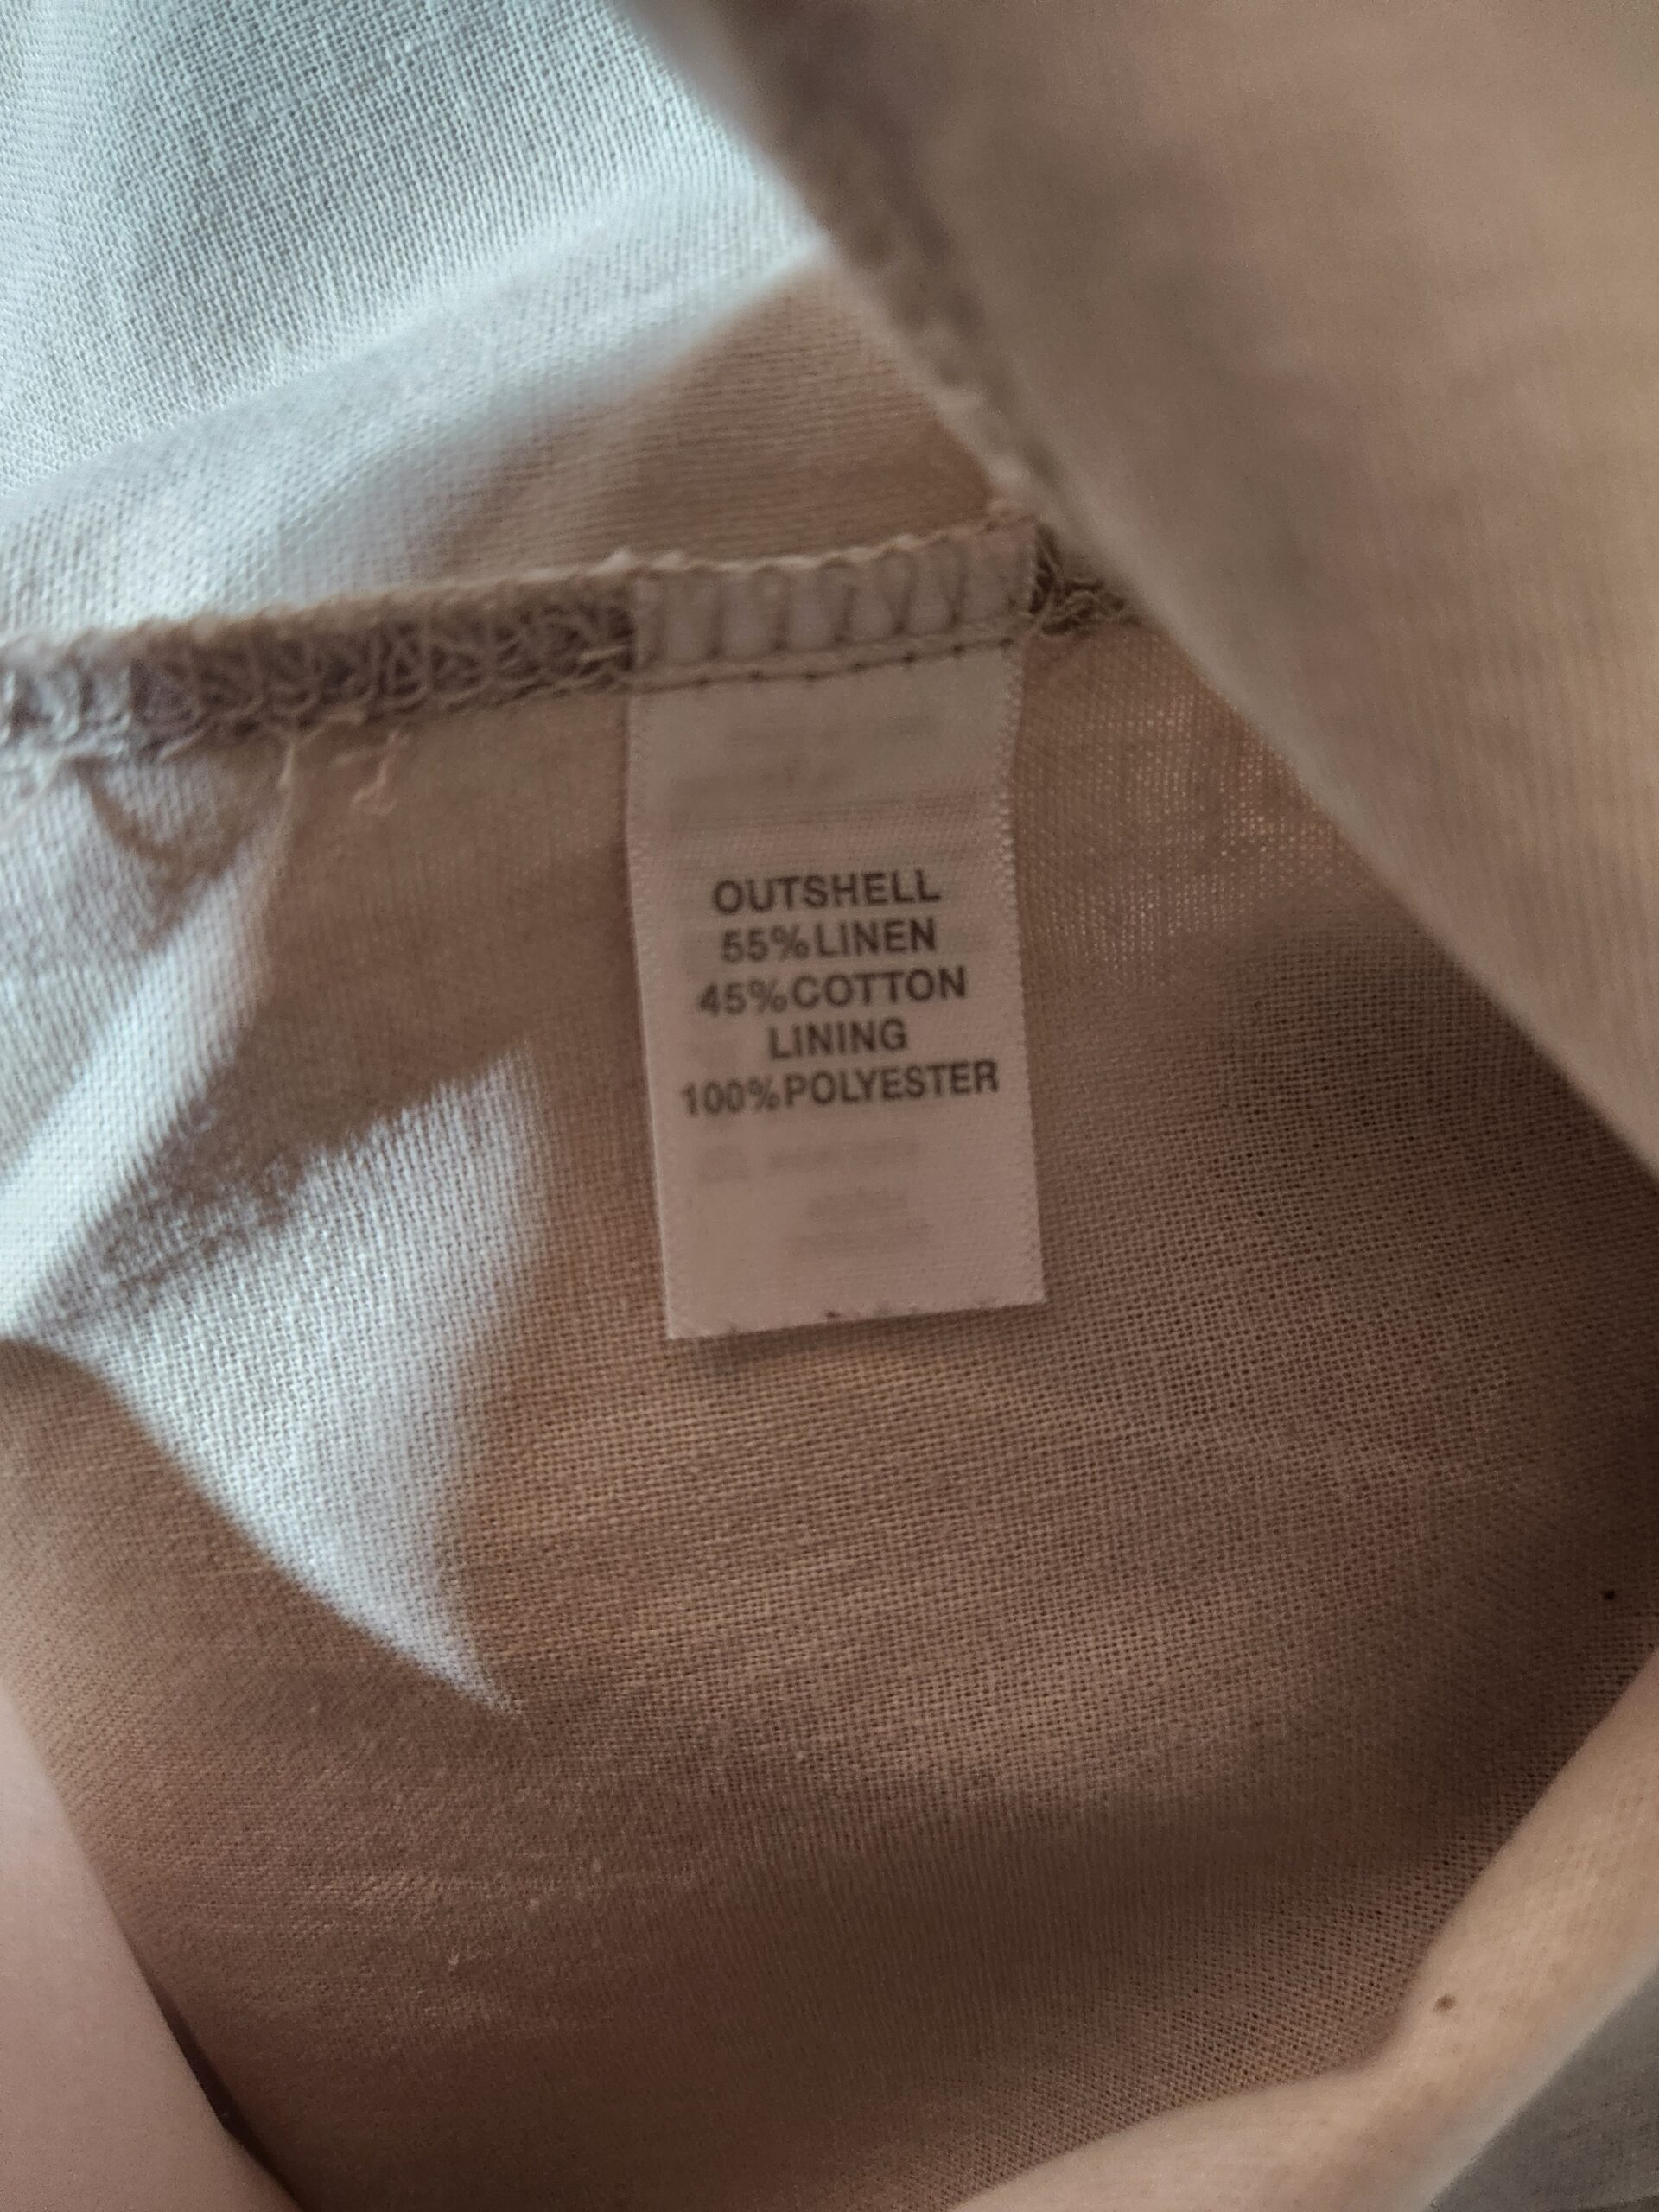 OUTSHELL
55%LINEN
45%COTTON
LINING
100%POLYESTER